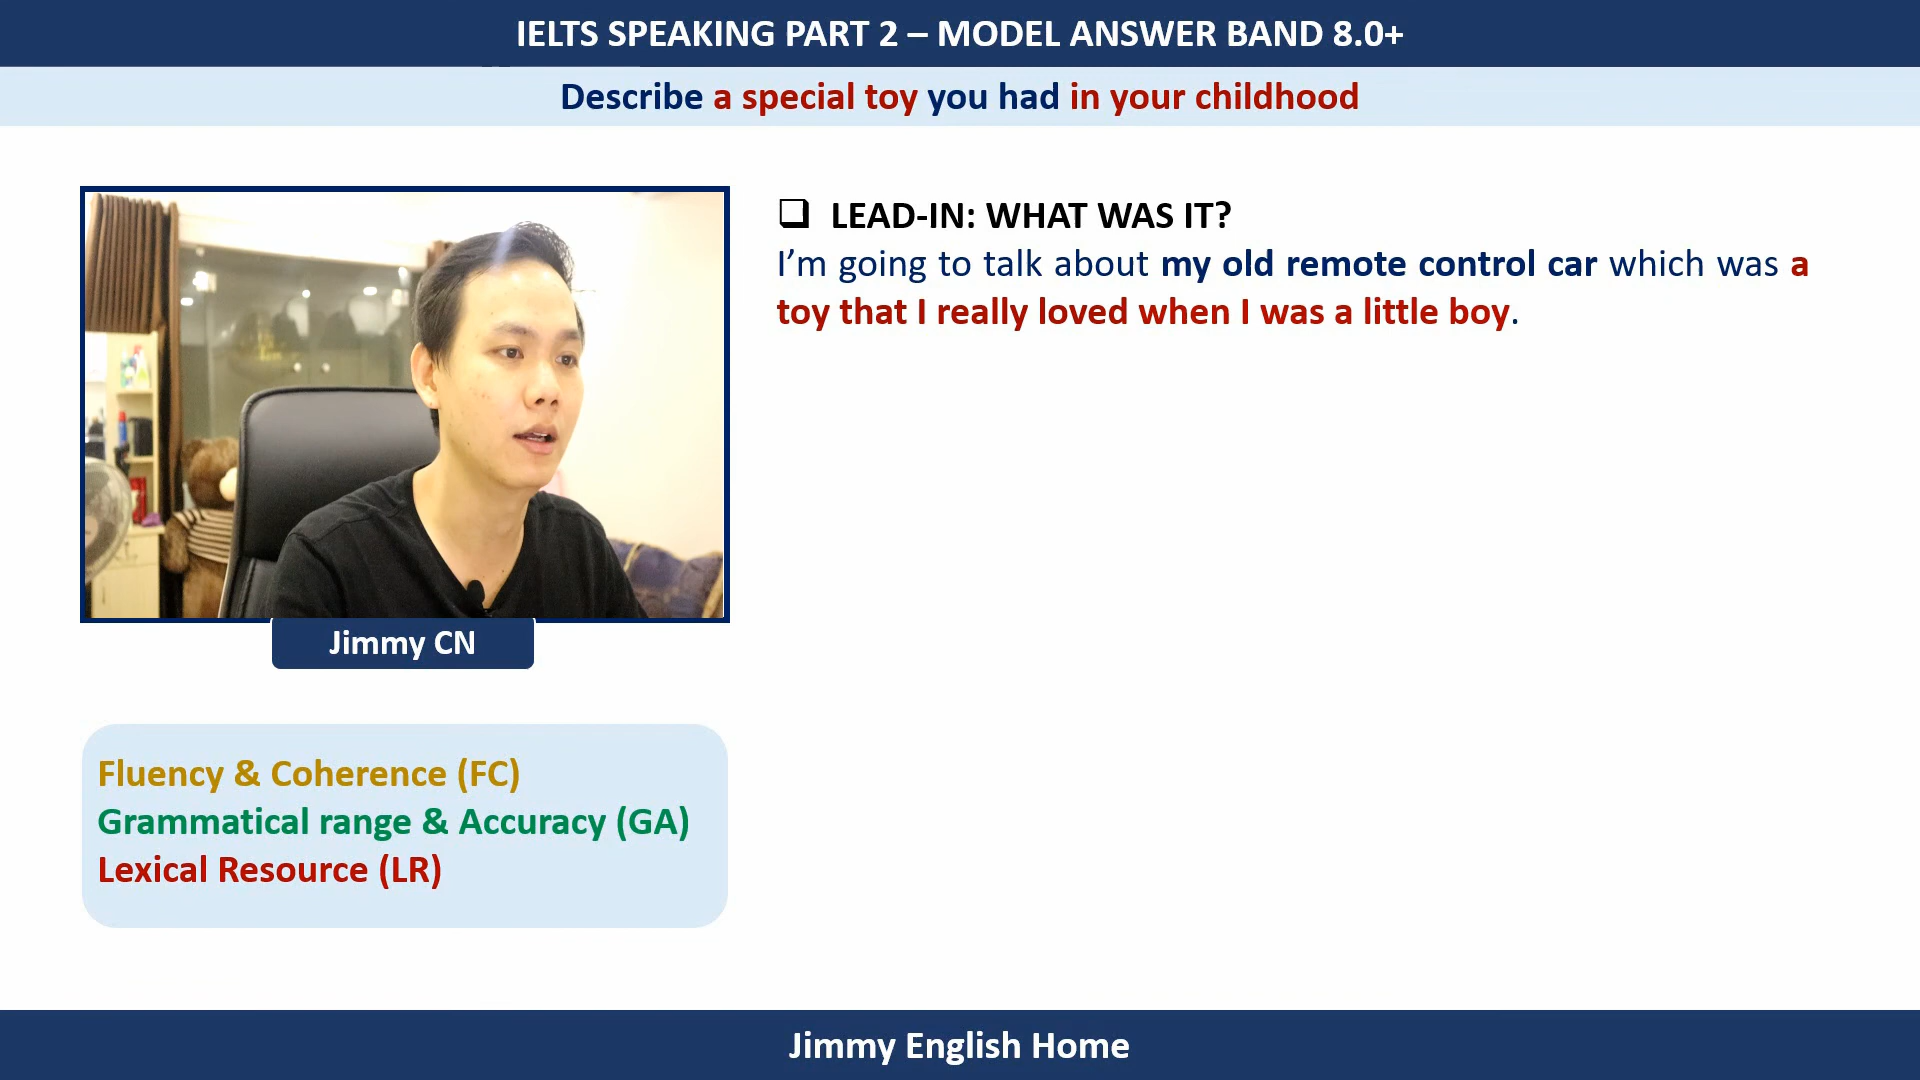 IELTS SPEAKING PART 2 – MODEL ANSWER BAND 8.0+
Describe a special toy you had in your childhood
❑ LEAD-IN: WHAT WAS IT?
I’m going to talk about my old remote control car which was a
toy that I really loved when I was a little boy.
Jimmy CN
Fluency & Coherence (FC)
Grammatical range & Accuracy (GA)
Lexical Resource (LR)
Jimmy English Home